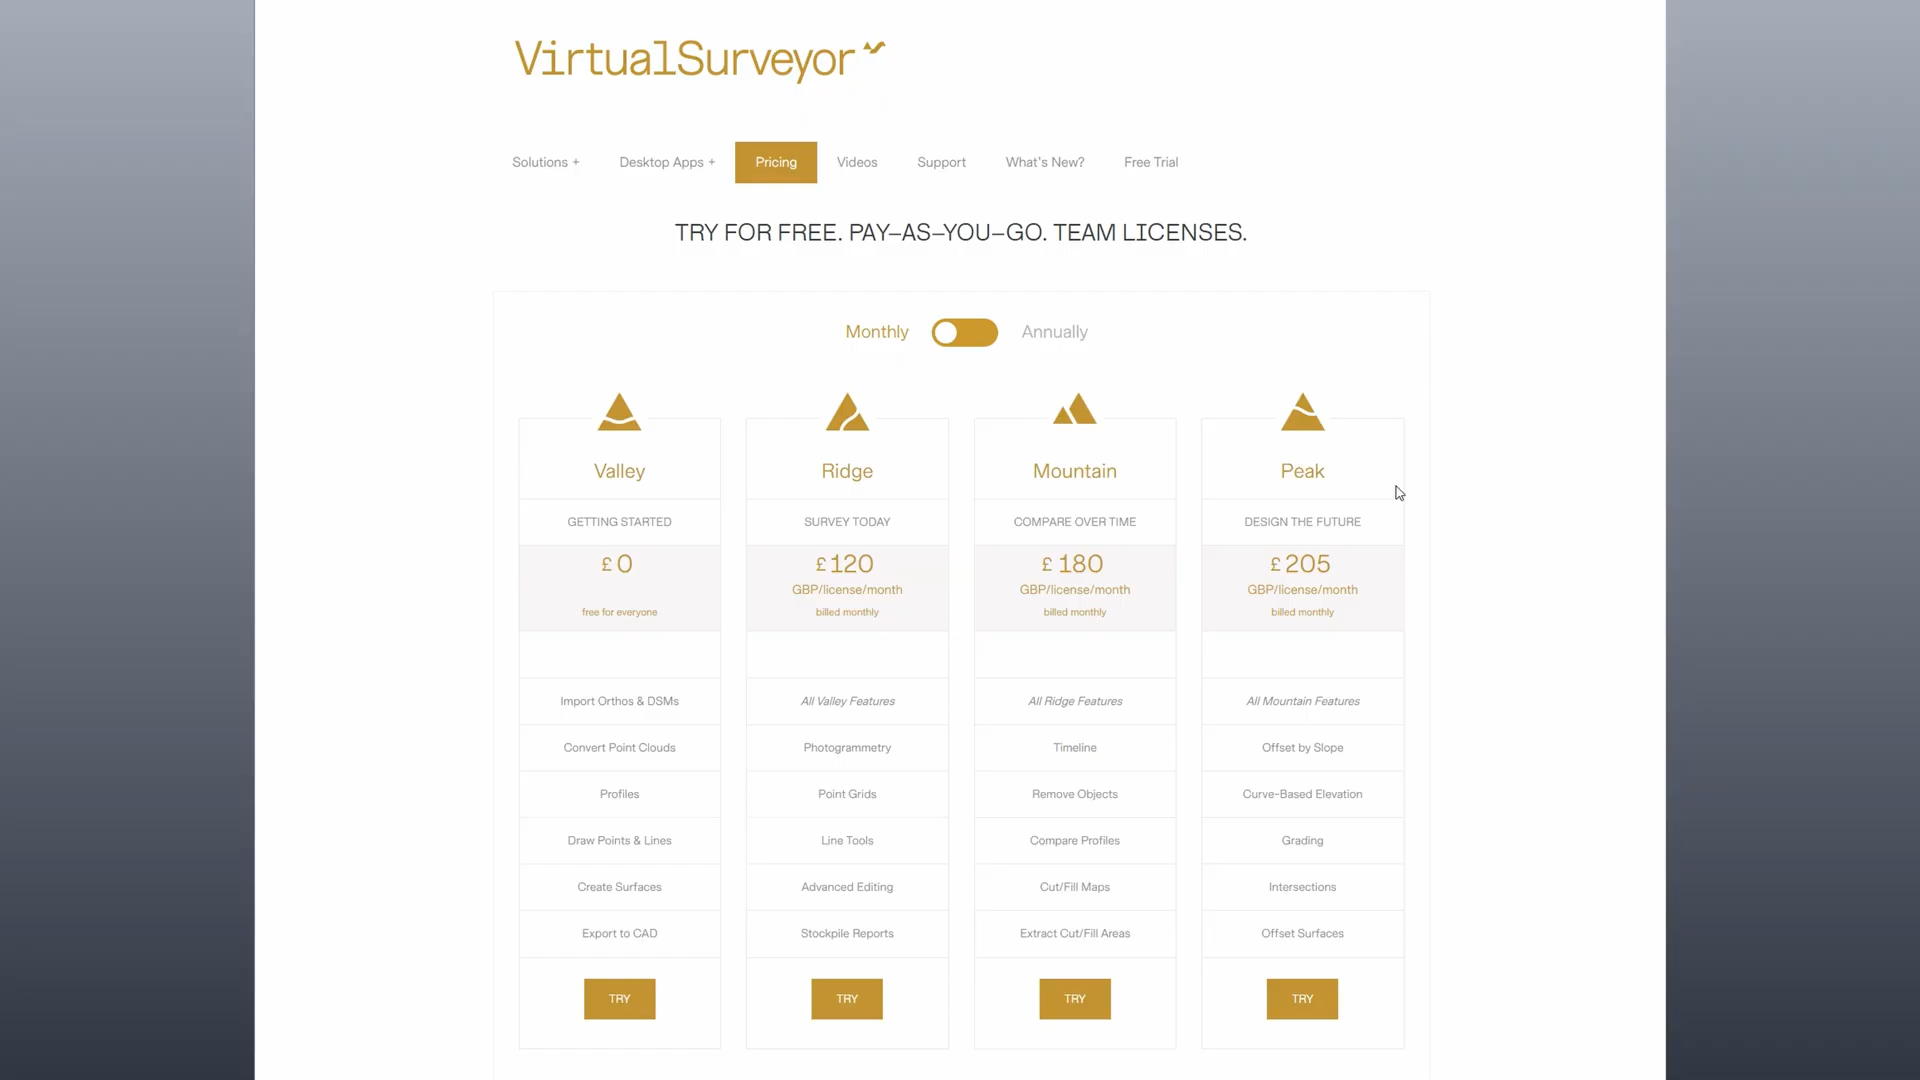 VirtualSurveyor
Solutions +
Desktop Apps +
Pricing
Videos
Support
What's New?
Free Trial
TRY FOR FREE. PAY–AS–YOU–GO. TEAM LICENSES.
Monthly
Annually
Valley
GETTING STARTED
£ 0
free for everyone
Import Orthos & DSMs
Convert Point Clouds
Profiles
Draw Points & Lines
Create Surfaces
Export to CAD
TRY
Ridge
SURVEY TODAY
£ 120
GBP/license/month
billed monthly
All Valley Features
Photogrammetry
Point Grids
Line Tools
Advanced Editing
Stockpile Reports
TRY
Mountain
COMPARE OVER TIME
£ 180
GBP/license/month
billed monthly
All Ridge Features
Timeline
Remove Objects
Compare Profiles
Cut/Fill Maps
Extract Cut/Fill Areas
TRY
Peak
DESIGN THE FUTURE
£ 205
GBP/license/month
billed monthly
All Mountain Features
Offset by Slope
Curve-Based Elevation
Grading
Intersections
Offset Surfaces
TRY